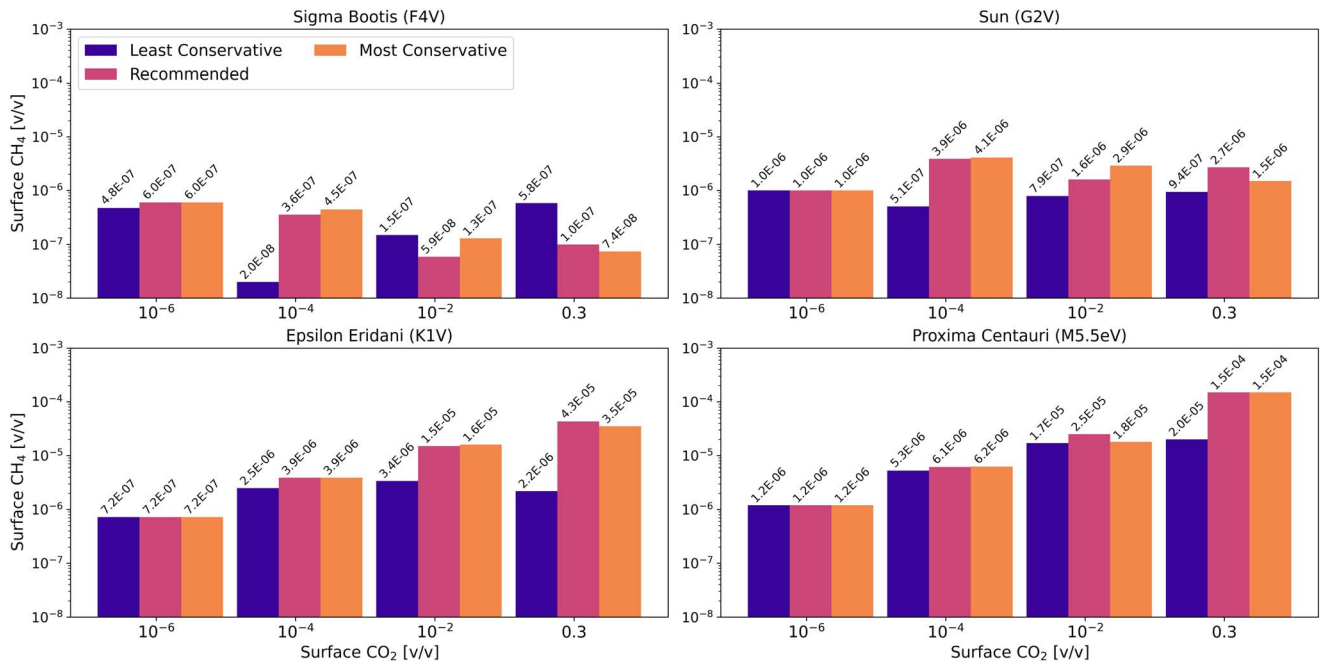 Sigma Bootis (F4V)
Sun (G2V)
Least Conservative
Most Conservative
Recommended
Surface CH₄ [v/v]
10⁻³
10⁻⁴
10⁻⁵
10⁻⁶
10⁻⁷
10⁻⁸
4.8E-07
6.0E-07
6.0E-07
2.0E-08
3.6E-07
4.5E-07
1.5E-07
5.9E-08
1.3E-07
5.8E-07
1.0E-07
7.4E-08
10⁻⁶
10⁻⁴
10⁻²
0.3
10⁻³
10⁻⁴
10⁻⁵
10⁻⁶
10⁻⁷
10⁻⁸
1.0E-06
1.0E-06
1.0E-06
5.1E-07
3.9E-06
4.1E-06
7.9E-07
1.6E-06
2.9E-06
9.4E-07
2.7E-06
1.5E-06
10⁻⁶
10⁻⁴
10⁻²
0.3
Epsilon Eridani (K1V)
Proxima Centauri (M5.5eV)
Surface CH₄ [v/v]
10⁻³
10⁻⁴
10⁻⁵
10⁻⁶
10⁻⁷
10⁻⁸
7.2E-07
7.2E-07
7.2E-07
2.5E-06
3.9E-06
3.9E-06
3.4E-06
1.5E-05
1.6E-05
2.2E-06
4.3E-05
3.5E-05
10⁻⁶
10⁻⁴
10⁻²
0.3
Surface CO₂ [v/v]
10⁻³
10⁻⁴
10⁻⁵
10⁻⁶
10⁻⁷
10⁻⁸
1.2E-06
1.2E-06
1.2E-06
5.3E-06
6.1E-06
6.2E-06
1.7E-05
2.5E-05
1.8E-05
2.0E-05
1.5E-04
1.5E-04
10⁻⁶
10⁻⁴
10⁻²
0.3
Surface CO₂ [v/v]